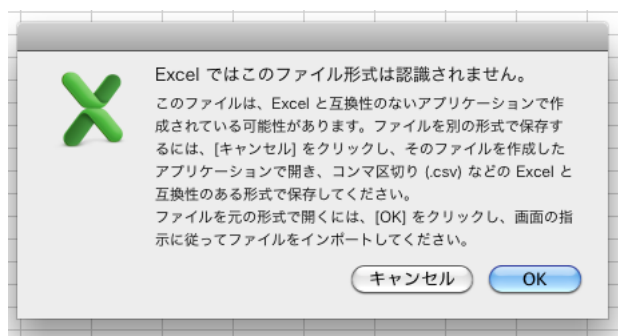 Excel ではこのファイル形式は認識されません。
このファイルは、Excel と互換性のないアプリケーションで作
成されている可能性があります。ファイルを別の形式で保存す
るには、[キャンセル] をクリックし、そのファイルを作成した
アプリケーションで開き、コンマ区切り (.csv) などの Excel と
互換性のある形式で保存してください。
ファイルを元の形式で開くには、[OK] をクリックし、画面の指
示に従ってファイルをインポートしてください。
キャンセル OK